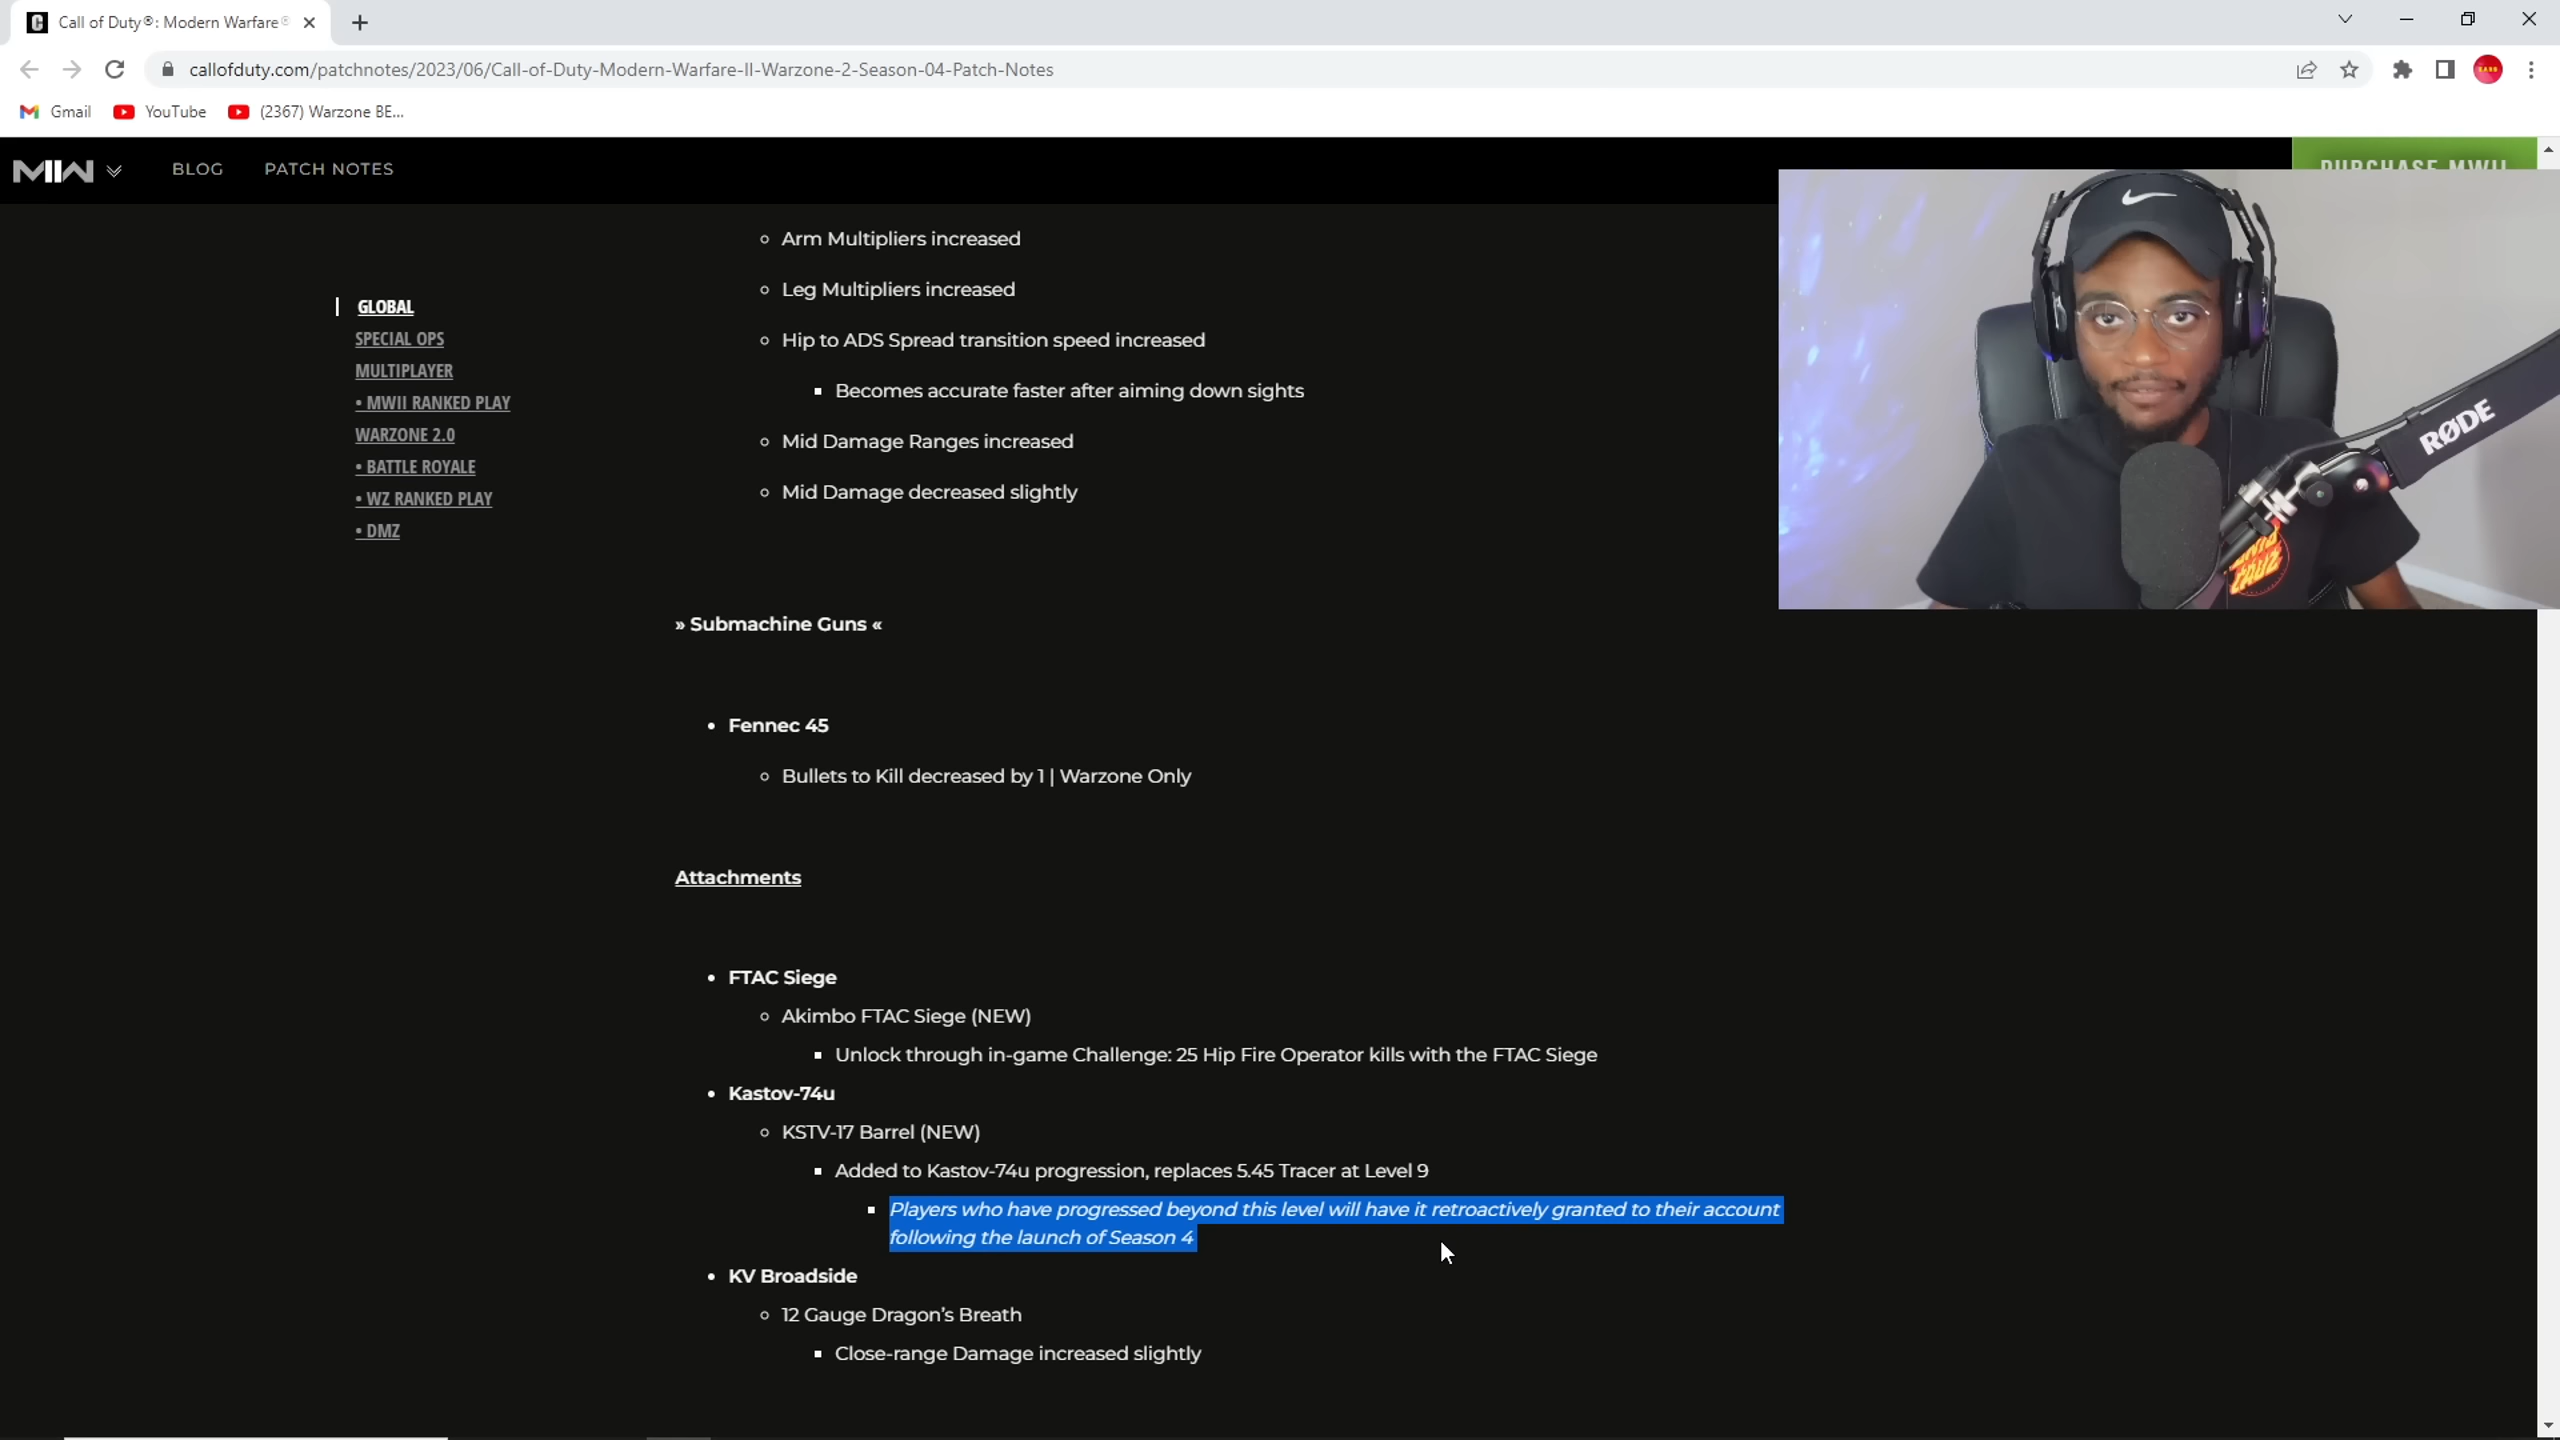 Call of Duty®: Modern Warfare®
callofduty.com/patchnotes/2023/06/Call-of-Duty-Modern-Warfare-II-Warzone-2-Season-04-Patch-Notes
Gmail
YouTube
(2367) Warzone BE...
MIIW
BLOG
PATCH NOTES
PURCHASE MWII
GLOBAL
SPECIAL OPS
MULTIPLAYER
• MWII RANKED PLAY
WARZONE 2.0
• BATTLE ROYALE
• WZ RANKED PLAY
• DMZ
Arm Multipliers increased
Leg Multipliers increased
Hip to ADS Spread transition speed increased
Becomes accurate faster after aiming down sights
Mid Damage Ranges increased
Mid Damage decreased slightly
» Submachine Guns «
Fennec 45
Bullets to Kill decreased by 1 | Warzone Only
Attachments
FTAC Siege
Akimbo FTAC Siege (NEW)
Unlock through in-game Challenge: 25 Hip Fire Operator kills with the FTAC Siege
Kastov-74u
KSTV-17 Barrel (NEW)
Added to Kastov-74u progression, replaces 5.45 Tracer at Level 9
Players who have progressed beyond this level will have it retroactively granted to their account
following the launch of Season 4
KV Broadside
12 Gauge Dragon's Breath
Close-range Damage increased slightly
RØDE